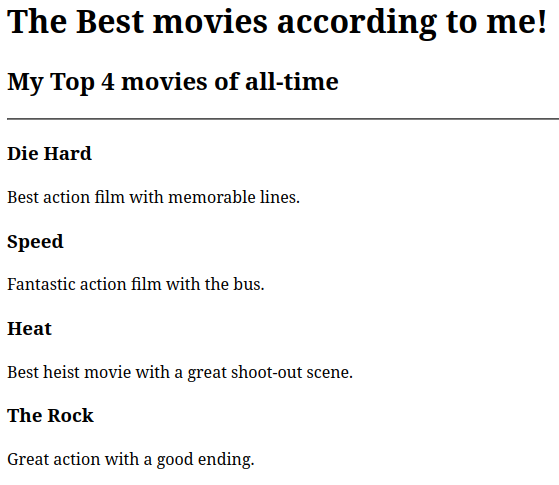 The Best movies according to me!
My Top 4 movies of all-time
Die Hard
Best action film with memorable lines.
Speed
Fantastic action film with the bus.
Heat
Best heist movie with a great shoot-out scene.
The Rock
Great action with a good ending.